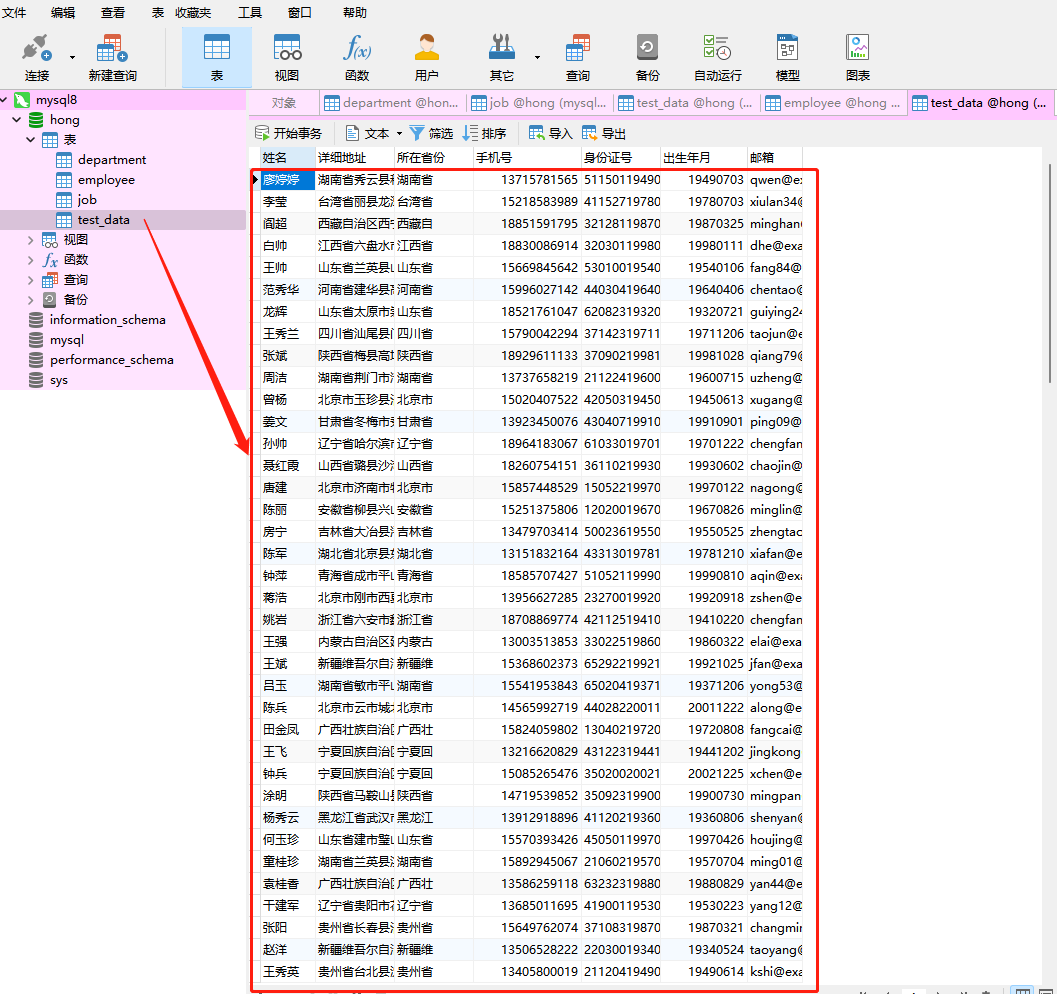 文件 编辑 查看 表 收藏夹 工具 窗口 帮助
连接 新建查询 表 视图 函数 用户 其它 查询 备份 自动运行 模型 图表
mysql8
hong
表
department
employee
job
test_data
视图
函数
查询
备份
information_schema
mysql
performance_schema
sys
对象 department @hon... job @hong (mysql... test_data @hong (... employee @hong ... test_data @hong (...
开始事务 文本 筛选 排序 导入 导出
姓名 详细地址 所在省份 手机号 身份证号 出生年月 邮箱
廖婷婷 湖南省秀云县 湖南省 13715781565 51150119490 19490703 qwen@e
李莹 台湾省丽县龙 台湾省 15218583989 41152719780 19780703 xiulan34@
阎超 西藏自治区西 西藏自 18851591795 32128119870 19870325 minghan
白帅 江西省六盘水 江西省 18830086914 32030119980 19980111 dhe@exa
王帅 山东省兰英县 山东省 15669845642 53010019540 19540106 fang84@
范秀华 河南省建华县 河南省 15996027142 44030419640 19640406 chentao@
龙辉 山东省太原市 山东省 18521761047 62082319320 19320721 guiying24
王秀兰 四川省汕尾县 四川省 15790042294 37142319711 19711206 taojun@e
张斌 陕西省梅县高 陕西省 18929611133 37090219981 19981028 qiang79@
周洁 湖南省荆门市 湖南省 13737658219 21122419600 19600715 uzheng@
曾杨 北京市玉珍县 北京市 15020407522 42050319450 19450613 xugang@
姜文 甘肃省冬梅市 甘肃省 13923450076 43040719910 19910901 ping09@
孙帅 辽宁省哈尔滨 辽宁省 18964183067 61033019701 19701222 chengfan
聂红霞 山西省璐县沙 山西省 18260754151 36110219930 19930602 chaojin@
唐建 北京市济南市 北京市 15857448529 15052219970 19970122 nagong@
陈丽 安徽省柳县兴 安徽省 15251375806 12020019670 19670826 minglin@
房宁 吉林省大冶县 吉林省 13479703414 50023619550 19550525 zhengtao
陈军 湖北省北京县 湖北省 13151832164 43313019781 19781210 xiafan@e
钟萍 青海省成市平 青海省 18585707427 51052119990 19990810 aqin@exa
蒋浩 北京市刚市西 北京市 13956627285 23270019920 19920918 zshen@e
姚岩 浙江省六安市 浙江省 18708869774 42112519410 19410220 chengfan
王强 内蒙古自治区 内蒙古 13003513853 33022519860 19860322 elai@exa
王斌 新疆维吾尔自 新疆维 15368602373 65292219921 19921025 jfan@exa
吕玉 湖南省敏市平 湖南省 15541953843 65020419371 19371206 yong53@
陈兵 北京市云市城 北京市 14565992719 44028220011 20011222 along@e
田金凤 广西壮族自治 广西壮 15824059802 13040219720 19720808 fangcai@
王飞 宁夏回族自治 宁夏回 13216620829 43122319441 19441202 jingkong
钟兵 宁夏回族自治 宁夏回 15085265476 35020020021 20021225 xchen@e
涂明 陕西省马鞍山 陕西省 14719539852 35092319900 19900730 mingpan
杨秀云 黑龙江省武汉 黑龙江 13912918896 41120219360 19360806 shenyan@
何玉珍 山东省建市璧 山东省 15570393426 45050119970 19970426 houjing@
童桂珍 湖南省兰英县 湖南省 15892945067 21060219570 19570704 ming01@
袁桂香 广西壮族自治 广西壮 13586259118 63232319880 19880829 yan44@e
干建军 辽宁省贵阳市 辽宁省 13685011695 41900119530 19530223 yang12@
张阳 贵州省长春县 贵州省 15649762074 37108319870 19870321 changmi
赵洋 新疆维吾尔自 新疆维 13506528222 22030019340 19340524 taoyang@
王秀英 贵州省台北县 贵州省 13405800019 21120419490 19490614 kshi@exa